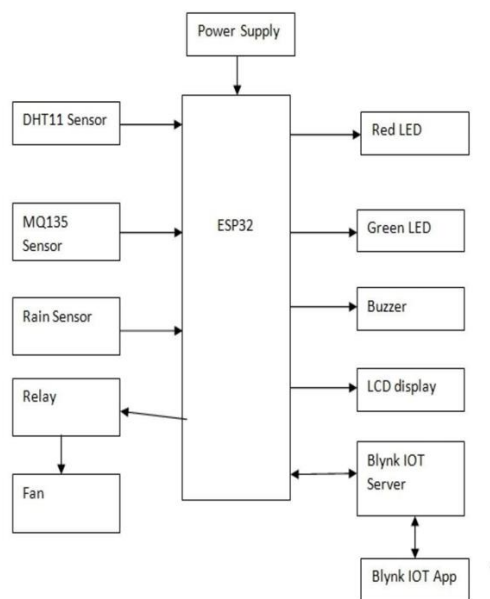 Power Supply
DHT11 Sensor
MQ135
Sensor
Rain Sensor
Relay
Fan
ESP32
Red LED
Green LED
Buzzer
LCD display
Blynk IOT
Server
Blynk IOT App